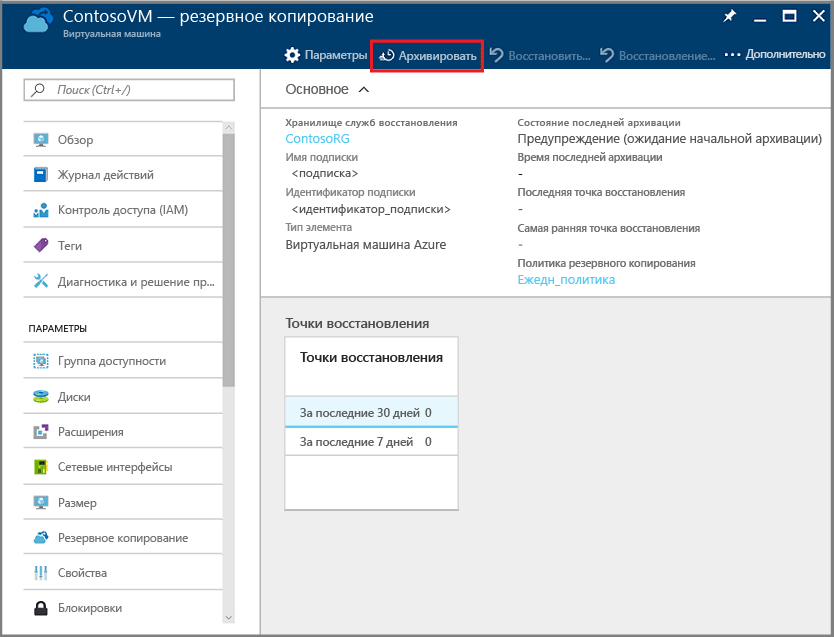 ContosoVM — резервное копирование
Виртуальная машина
Параметры Архивировать Восстановить... Восстановление... Дополнительно
Поиск (Ctrl+/)
Обзор
Журнал действий
Контроль доступа (IAM)
Теги
Диагностика и решение пр...
ПАРАМЕТРЫ
Группа доступности
Диски
Расширения
Сетевые интерфейсы
Размер
Резервное копирование
Свойства
Блокировки
Основное
Хранилище служб восстановления
ContosoRG
Имя подписки
<подписка>
Идентификатор подписки
<идентификатор_подписки>
Тип элемента
Виртуальная машина Azure
Состояние последней архивации
Предупреждение (ожидание начальной архивации)
Время последней архивации
-
Последняя точка восстановления
-
Самая ранняя точка восстановления
-
Политика резервного копирования
Ежедн_политика
Точки восстановления
Точки восстановления
За последние 30 дней 0
За последние 7 дней 0